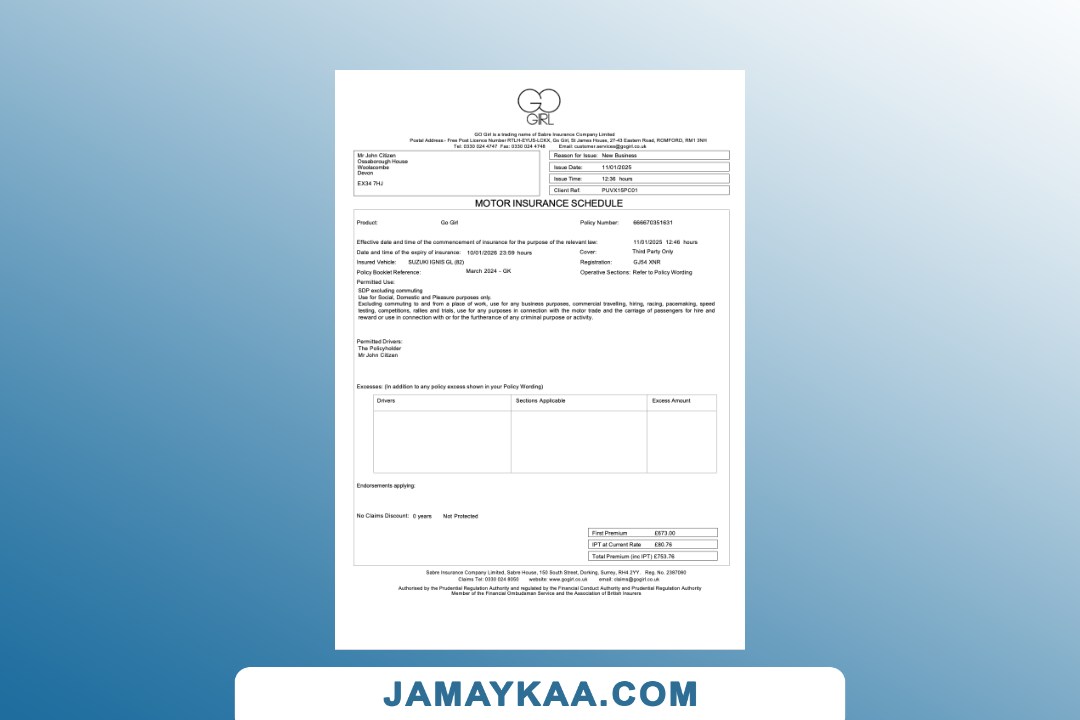 GO
GIRL
GO Girl is a trading name of Sabre Insurance Company Limited
Postal Address:- Free Post Licence Number RTLH-EYUS-LCKX, Go Girl, St James House, 27-43 Eastern Road, ROMFORD, RM1 3NH
Tel: 0330 024 4747 Fax: 0330 024 4748 Email: customer.services@gogirl.co.uk
Mr John Citizen
Ossaborough House
Woolacombe
Devon
EX34 7HJ
Reason for Issue: New Business
Issue Date: 11/01/2025
Issue Time: 12:36 hours
Client Ref: PUVX1SPC01
MOTOR INSURANCE SCHEDULE
Product: Go Girl Policy Number: 666670351631
Effective date and time of the commencement of insurance for the purpose of the relevant law: 11/01/2025 12:46 hours
Date and time of the expiry of insurance: 10/01/2026 23:59 hours Cover: Third Party Only
Insured Vehicle: SUZUKI IGNIS GL (82) Registration: GJ54 XNR
Policy Booklet Reference: March 2024 - GK Operative Sections: Refer to Policy Wording
Permitted Use:
SDP excluding commuting
Use for Social, Domestic and Pleasure purposes only.
Excluding commuting to and from a place of work, use for any business purposes, commercial travelling, hiring, racing, pacemaking, speed
testing, competitions, rallies and trials, use for any purposes in connection with the motor trade and the carriage of passengers for hire and
reward or use in connection with or for the furtherance of any criminal purpose or activity.
Permitted Drivers:
The Policyholder
Mr John Citizen
Excesses: (In addition to any policy excess shown in your Policy Wording)
Drivers Sections Applicable Excess Amount
Endorsements applying:
No Claims Discount: 0 years Not Protected
First Premium £673.00
IPT at Current Rate £80.76
Total Premium (inc IPT) £753.76
Sabre Insurance Company Limited, Sabre House, 150 South Street, Dorking, Surrey, RH4 2YY. Reg. No. 2387080
Claims Tel: 0330 024 8950 website: www.gogirl.co.uk email: claims@gogirl.co.uk
Authorised by the Prudential Regulation Authority and regulated by the Financial Conduct Authority and Prudential Regulation Authority
Member of the Financial Ombudsman Service and the Association of British Insurers
JAMAYKAA.COM